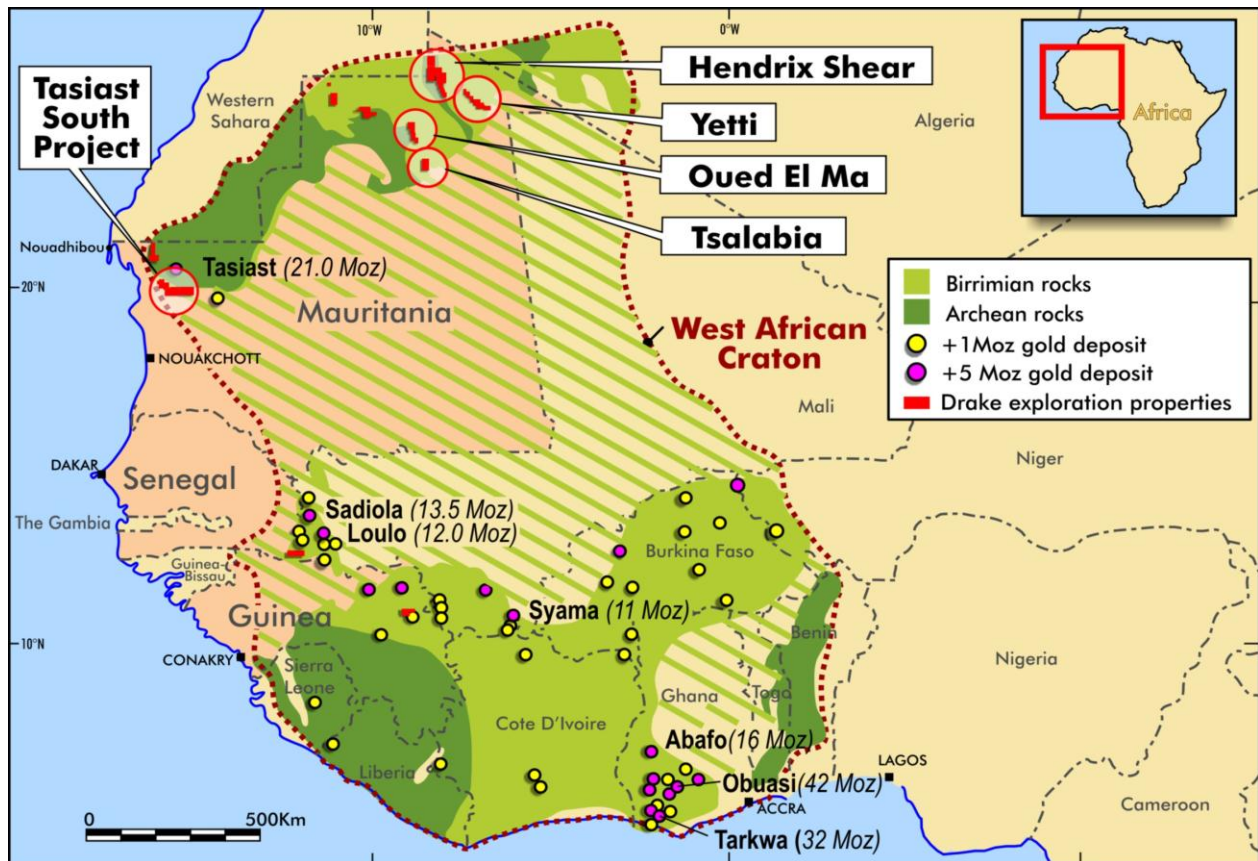 10°W
0°W
Hendrix Shear
Africa
Tasiast
South
Project
Western
Sahara
Yetti
Algeria
Oued El Ma
Tsalabia
Nouadhibou
Tasiast (21.0 Moz)
20°N
Mauritania
Birrimian rocks
Archean rocks
+1Moz gold deposit
+5 Moz gold deposit
Drake exploration properties
West African
Craton
NOUAKCHOTT
Mali
Niger
DAKAR
Senegal
The Gambia
Sadiola (13.5 Moz)
Loulo (12.0 Moz)
Burkina Faso
Guinea-
Bissau
Guinea
Syama (11 Moz)
Benin
10°N
CONAKRY
Sierra
Leone
Nigeria
Ghana
Togo
Cote D'Ivoire
Abafo (16 Moz)
Liberia
Obuasi (42 Moz)
LAGOS
ACCRA
Cameroon
Tarkwa (32 Moz)
0
500Km